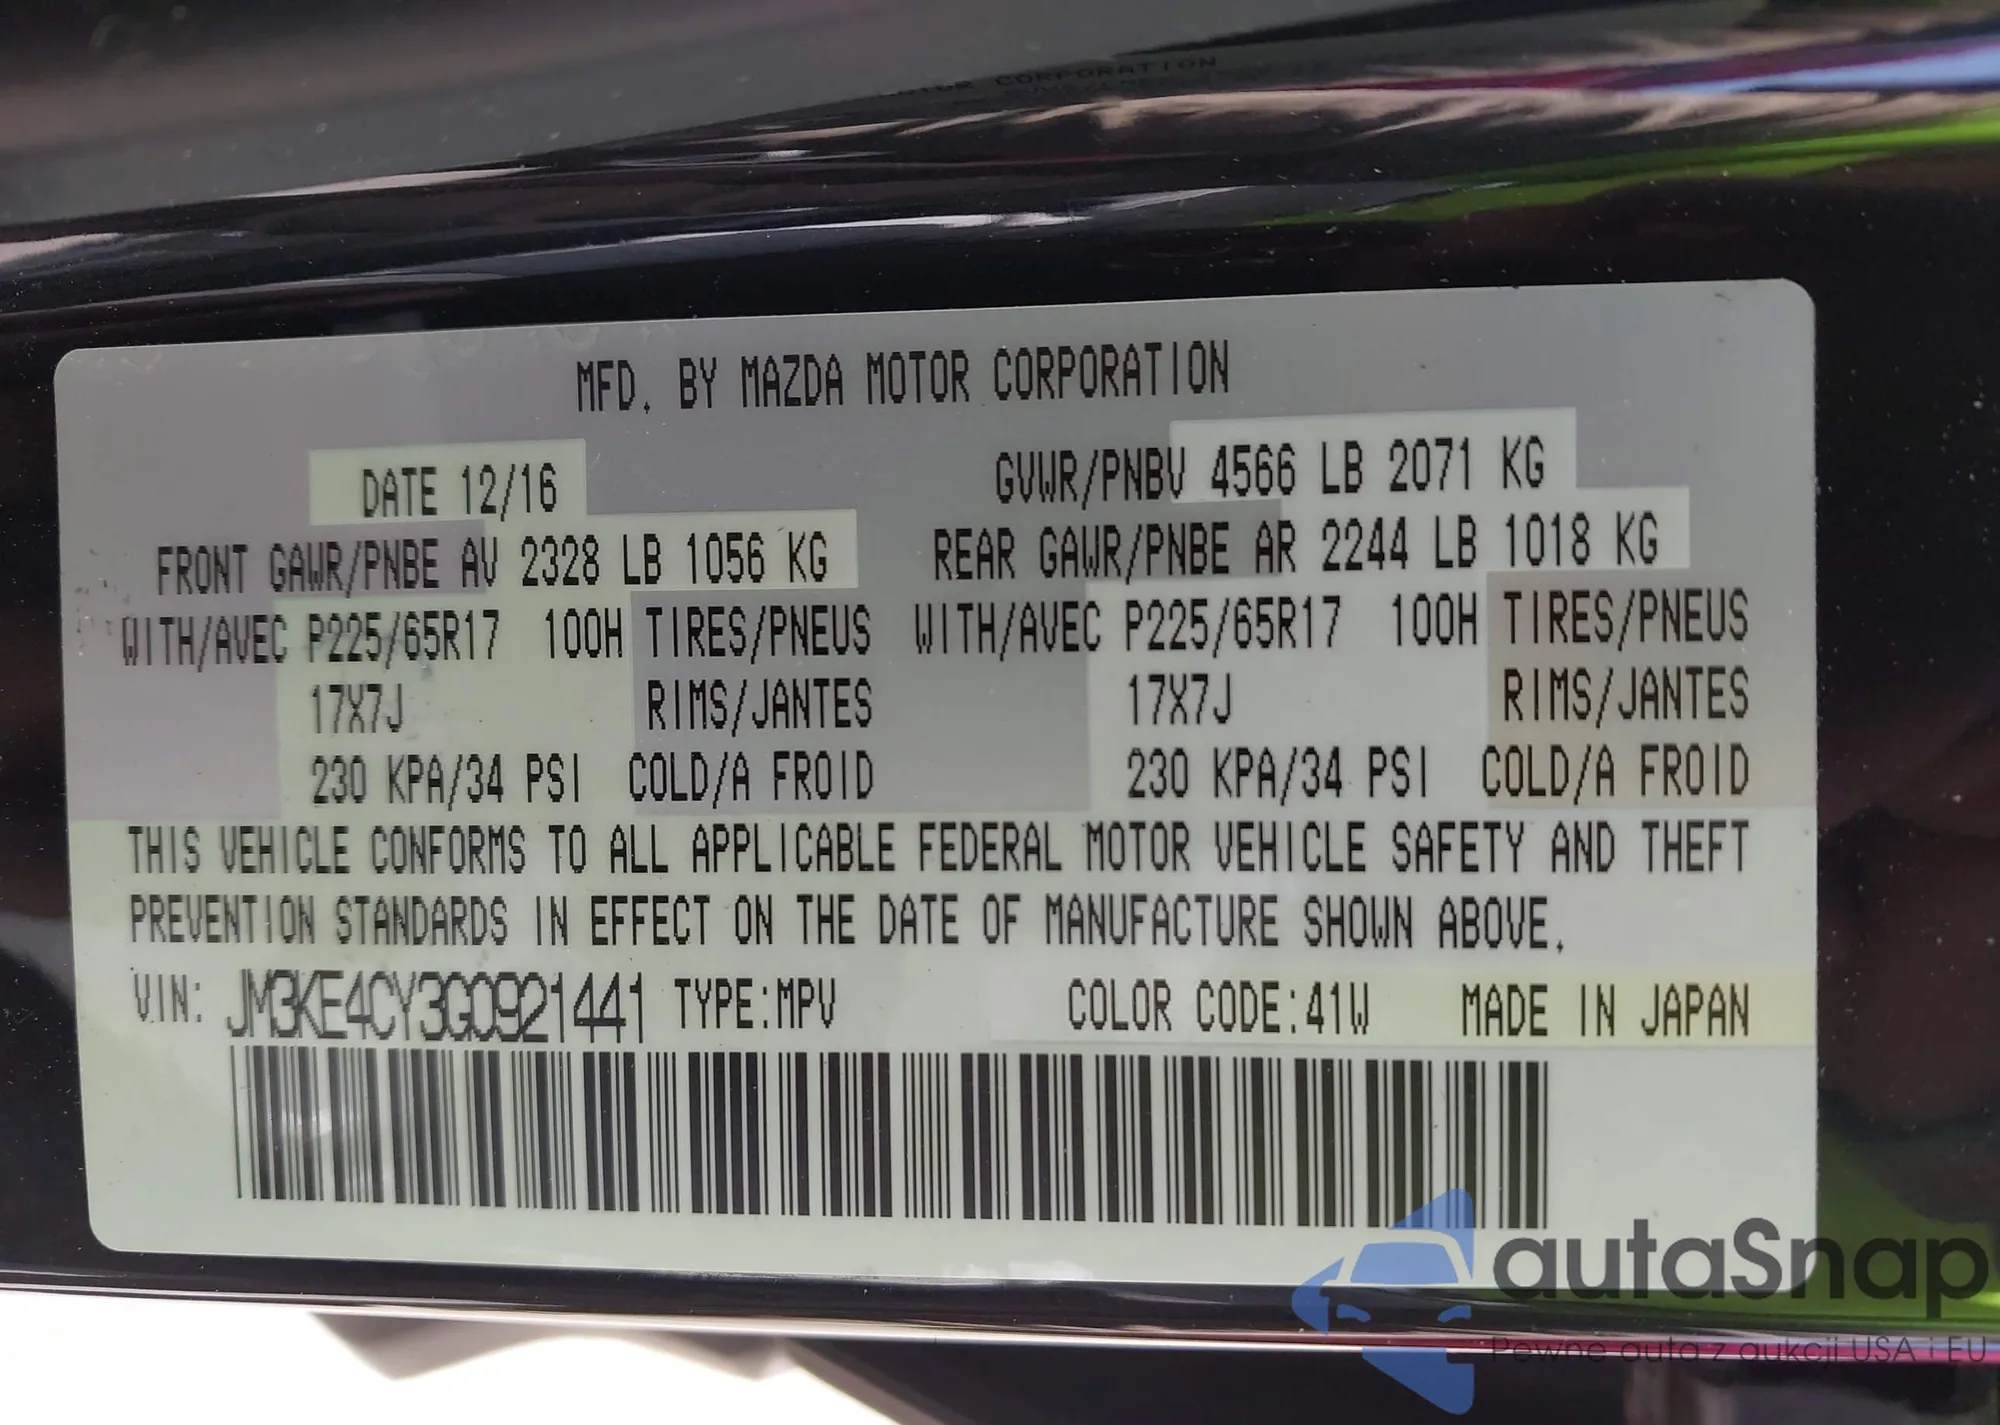 MOTOR CORPORATION
MFD. BY MAZDA MOTOR CORPORATION
DATE 12/16 GVWR/PNBV 4566 LB 2071 KG
FRONT GAWR/PNBE AV 2328 LB 1056 KG REAR GAWR/PNBE AR 2244 LB 1018 KG
WITH/AVEC P225/65R17 100H TIRES/PNEUS WITH/AVEC P225/65R17 100H TIRES/PNEUS
17X7J RIMS/JANTES 17X7J RIMS/JANTES
230 KPA/34 PSI COLD/A FROID 230 KPA/34 PSI COLD/A FROID
THIS VEHICLE CONFORMS TO ALL APPLICABLE FEDERAL MOTOR VEHICLE SAFETY AND THEFT
PREVENTION STANDARDS IN EFFECT ON THE DATE OF MANUFACTURE SHOWN ABOVE.
VIN: JM3KE4CY3G0921441 TYPE:MPV COLOR CODE:41W MADE IN JAPAN
autaSnap
Pewne auta z aukcji USA i EU